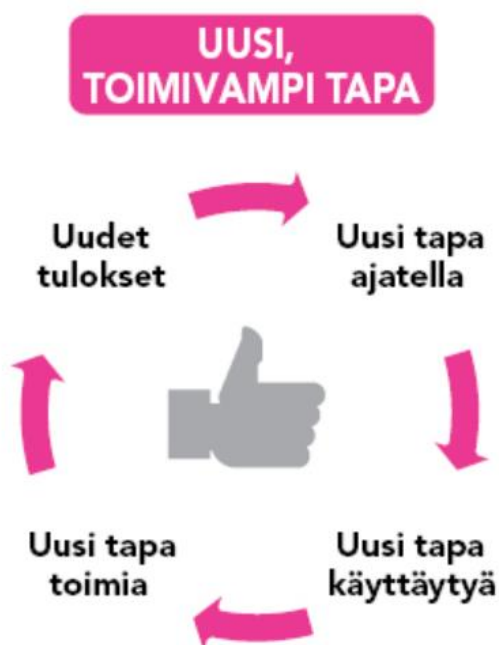 UUSI,
TOIMIVAMPI TAPA
Uudet
tulokset
Uusi tapa
ajatella
Uusi tapa
käyttäytyä
Uusi tapa
toimia